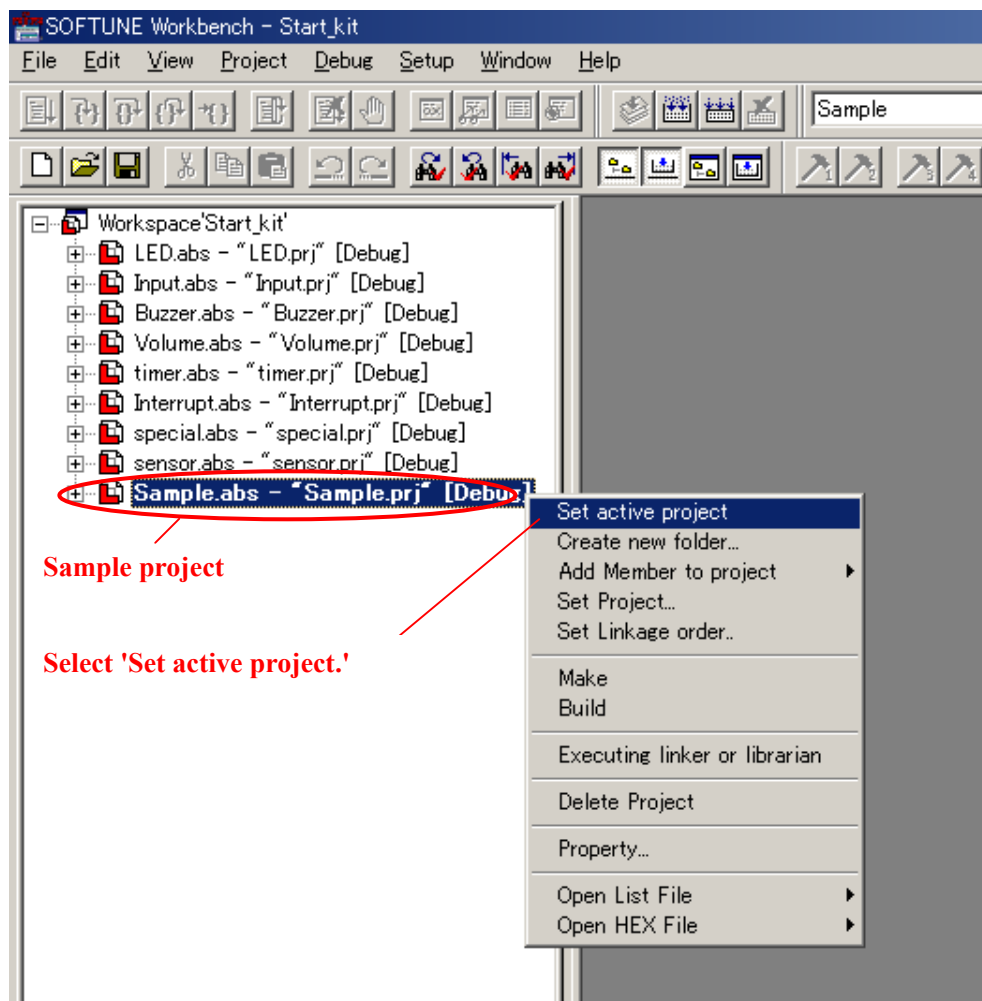 SOFTUNE Workbench - Start_kit
File Edit View Project Debug Setup Window Help
Sample
Workspace'Start_kit'
LED.abs - "LED.prj" [Debug]
Input.abs - "Input.prj" [Debug]
Buzzer.abs - "Buzzer.prj" [Debug]
Volume.abs - "Volume.prj" [Debug]
timer.abs - "timer.prj" [Debug]
Interrupt.abs - "Interrupt.prj" [Debug]
special.abs - "special.prj" [Debug]
sensor.abs - "sensor.prj" [Debug]
Sample.abs - "Sample.prj" [Debug]
Sample project
Select 'Set active project.'
Set active project
Create new folder...
Add Member to project
Set Project...
Set Linkage order..
Make
Build
Executing linker or librarian
Delete Project
Property...
Open List File
Open HEX File